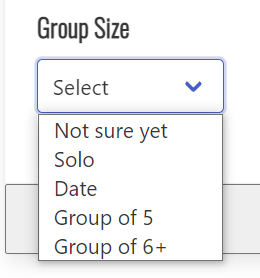 Group Size
Select
Not sure yet
Solo
Date
Group of 5
Group of 6+